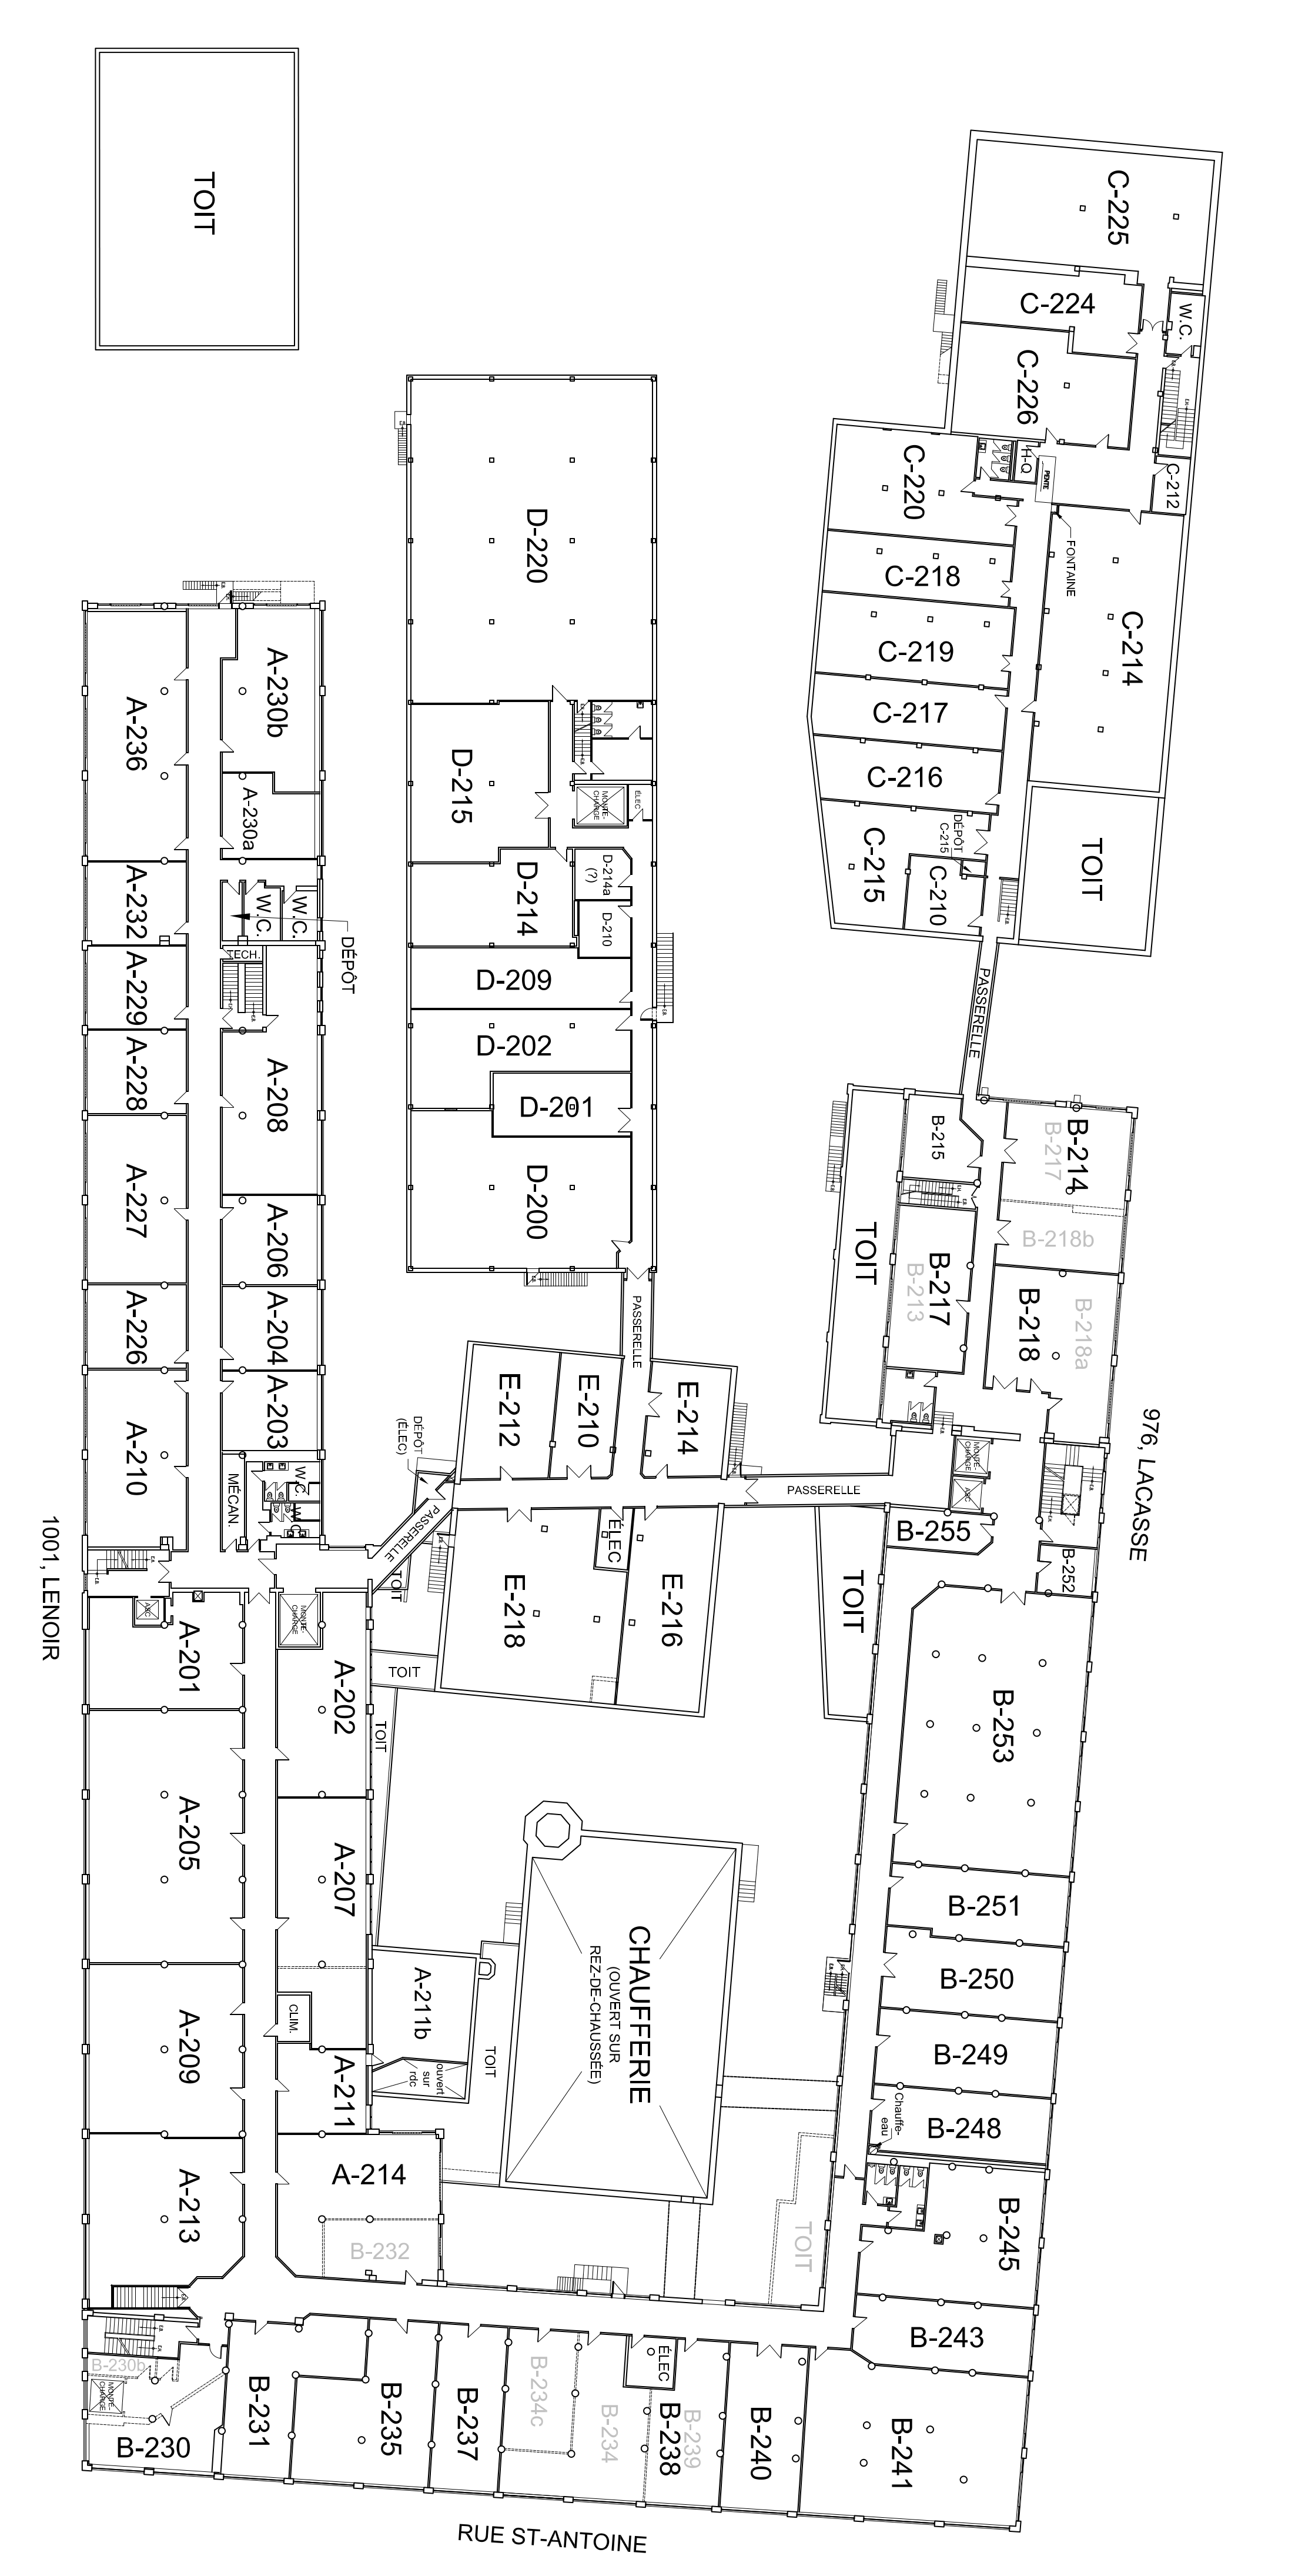 TOIT
C-225
C-224
W.C.
C-226
C-220
H-Q
PENTE
C-212
FONTAINE
C-218
C-214
C-219
C-217
C-216
C-215
DÉPÔT
C-215
C-210
TOIT
PASSERELLE
D-220
D-215
MONTE-
CHARGE
ÉLEC
D-214
D-214a
(?)
D-210
D-209
D-202
D-201
D-200
PASSERELLE
A-236
A-230b
A-230a
A-232
W.C.
W.C.
DÉPÔT
TECH.
A-229
A-228
A-208
A-227
A-206
A-226
A-204
A-203
A-210
MÉCAN.
W.C.
W.C.
1001, LENOIR
B-215
B-214
B-217
B-218b
TOIT
B-217
B-213
B-218
B-218a
976, LACASSE
MONTE-
CHARGE
ASC
B-255
B-252
PASSERELLE
E-212
E-210
E-214
DÉPÔT
(ÉLEC)
PASSERELLE
TOIT
ÉLEC
E-218
E-216
TOIT
TOIT
TOIT
ASC
MONTE-
CHARGE
A-201
A-202
A-205
A-207
A-209
CLIM.
A-211b
ouvert
sur
rdc
TOIT
A-211
A-213
A-214
B-232
CHAUFFERIE
(OUVERT SUR
REZ-DE-CHAUSSÉE)
B-253
B-251
B-250
B-249
B-248
Chauffe-
eau
B-245
TOIT
B-243
B-241
B-230b
MONTE-
CHARGE
B-230
B-231
B-235
B-237
B-234c
B-234
ÉLEC
B-238
B-239
B-240
RUE ST-ANTOINE